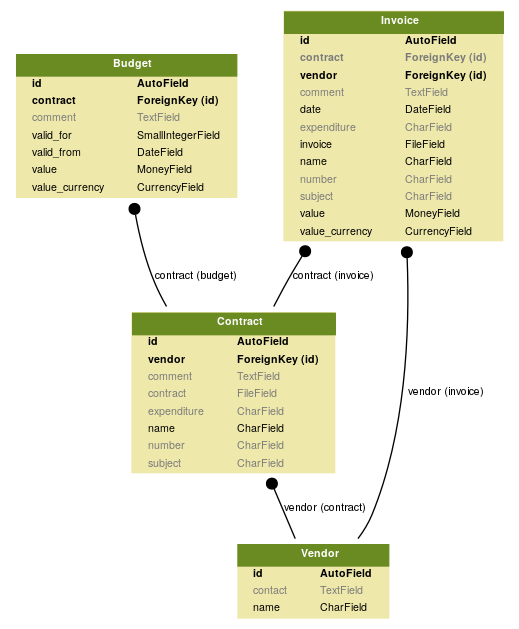 Invoice
id AutoField
contract ForeignKey (id)
vendor ForeignKey (id)
comment TextField
date DateField
expenditure CharField
invoice FileField
name CharField
number CharField
subject CharField
value MoneyField
value_currency CurrencyField
Budget
id AutoField
contract ForeignKey (id)
comment TextField
valid_for SmallIntegerField
valid_from DateField
value MoneyField
value_currency CurrencyField
contract (budget)
contract (invoice)
Contract
id AutoField
vendor ForeignKey (id)
comment TextField
contract FileField
expenditure CharField
name CharField
number CharField
subject CharField
vendor (invoice)
vendor (contract)
Vendor
id AutoField
contact TextField
name CharField